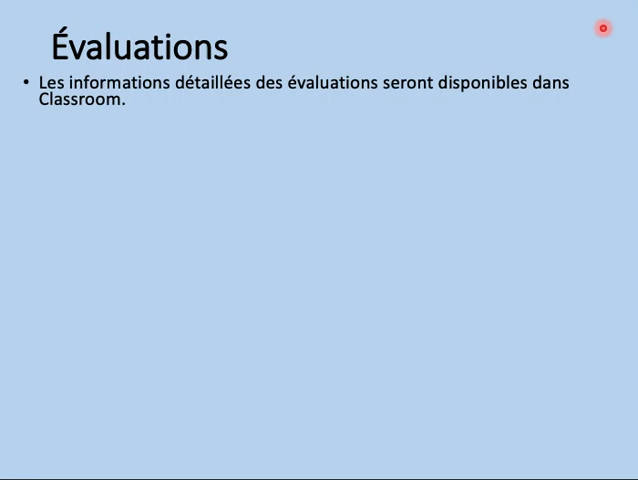 Évaluations
• Les informations détaillées des évaluations seront disponibles dans
Classroom.